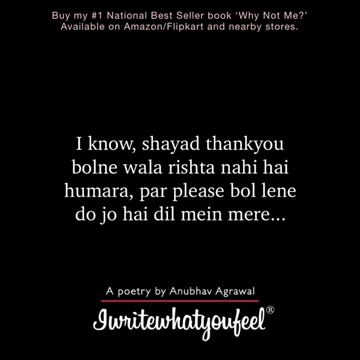 Buy my #1 National Best Seller book ‘Why Not Me?’
Available on Amazon/Flipkart and nearby stores.
I know, shayad thankyou
bolne wala rishta nahi hai
humara, par please bol lene
do jo hai dil mein mere...
A poetry by Anubhav Agrawal
Iwritewhatyoufeel®